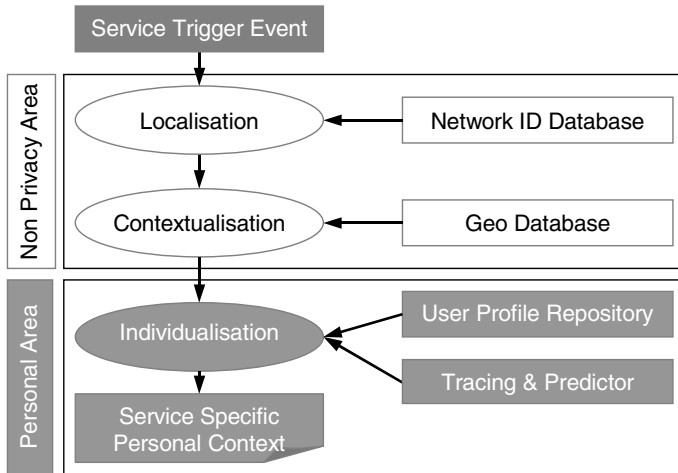 Service Trigger Event
Non Privacy Area
Localisation
Network ID Database
Contextualisation
Geo Database
Personal Area
Individualisation
User Profile Repository
Tracing & Predictor
Service Specific
Personal Context